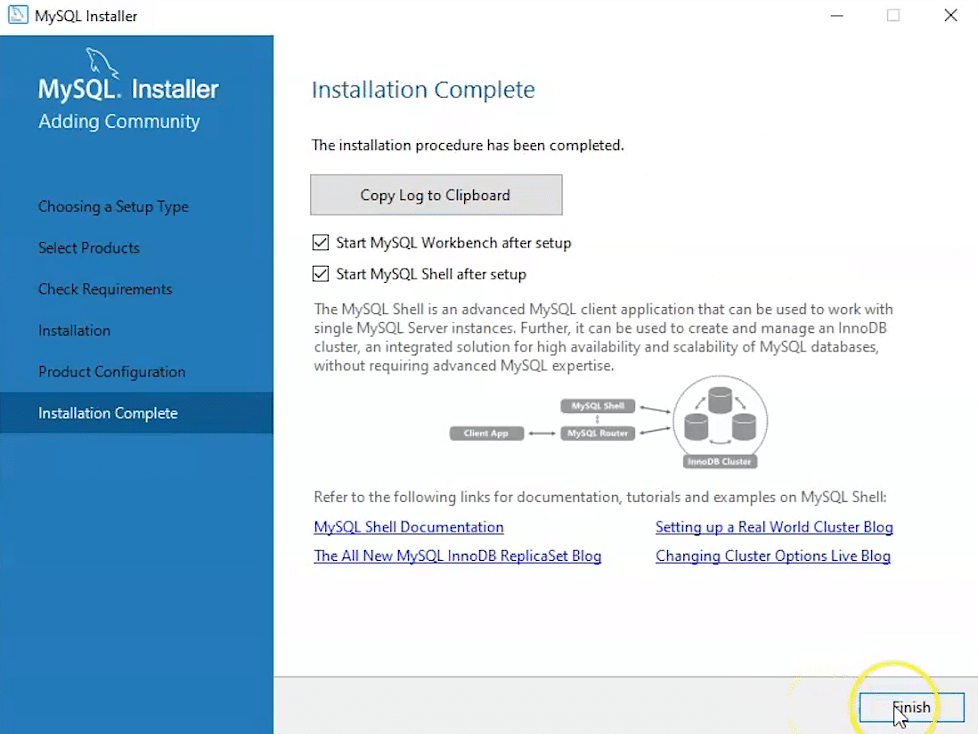 MySQL Installer
MySQL. Installer
Adding Community
Choosing a Setup Type
Select Products
Check Requirements
Installation
Product Configuration
Installation Complete
Installation Complete
The installation procedure has been completed.
Copy Log to Clipboard
Start MySQL Workbench after setup
Start MySQL Shell after setup
The MySQL Shell is an advanced MySQL client application that can be used to work with
single MySQL Server instances. Further, it can be used to create and manage an InnoDB
cluster, an integrated solution for high availability and scalability of MySQL databases,
without requiring advanced MySQL expertise.
MySQL Shell
Client App
MySQL Router
InnoDB Cluster
Refer to the following links for documentation, tutorials and examples on MySQL Shell:
MySQL Shell Documentation
Setting up a Real World Cluster Blog
The All New MySQL InnoDB ReplicaSet Blog
Changing Cluster Options Live Blog
Finish